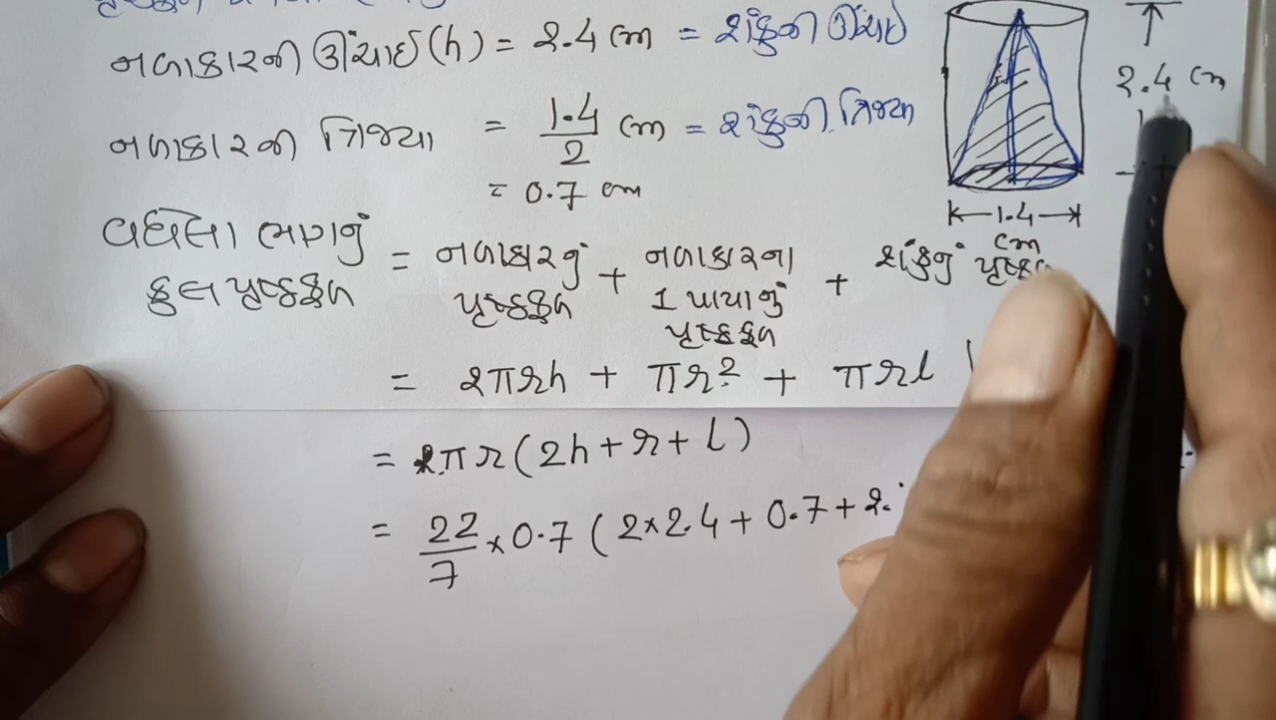 નળાકારની ઊંચાઈ (h) = 2.4 cm = શંકુની ઊંચાઈ
નળાકારની ત્રિજ્યા = 1.4/2 cm = શંકુની ત્રિજ્યા
= 0.7 cm
2.4 cm
1.4 cm
વધેલા ભાગનું કુલ પૃષ્ઠફળ = નળાકારનું પૃષ્ઠફળ + નળાકારના 1 પાયાનું પૃષ્ઠફળ + શંકુનું
= 2πrh + πr² + πrl
= πr(2h+r+l)
= 22/7 × 0.7 (2×2.4 + 0.7 + 2.